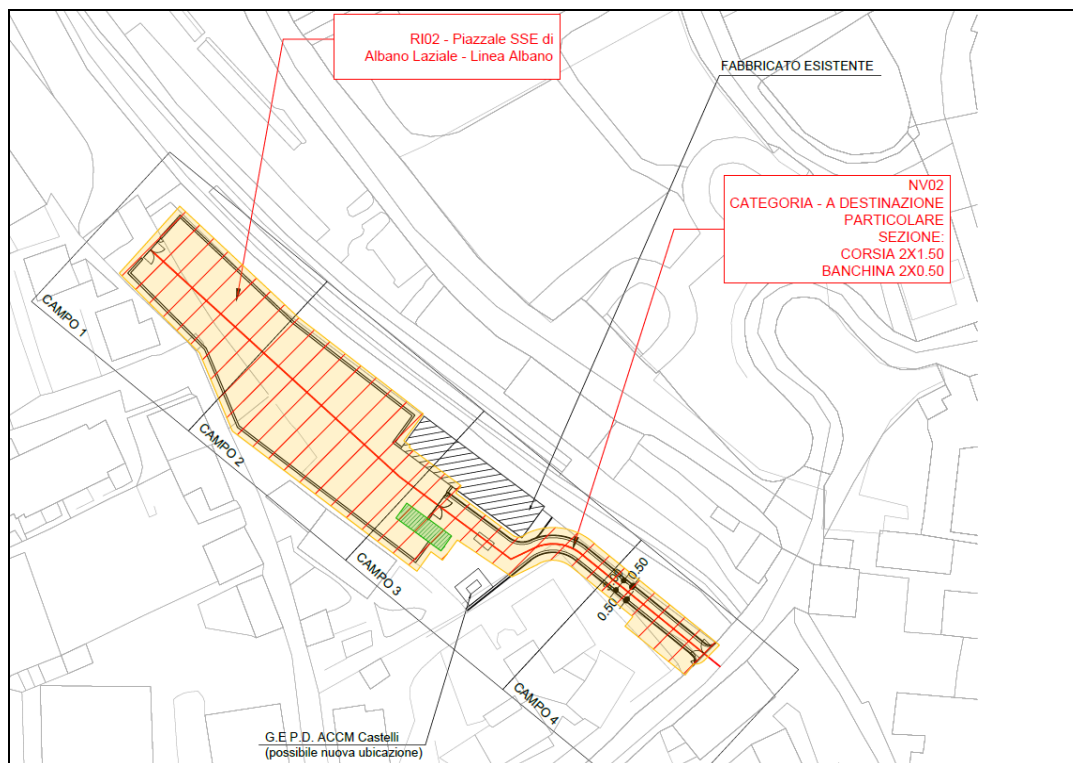 RI02 - Piazzale SSE di
Albano Laziale - Linea Albano
FABBRICATO ESISTENTE
NV02
CATEGORIA - A DESTINAZIONE
PARTICOLARE
SEZIONE:
CORSIA 2X1.50
BANCHINA 2X0.50
CAMPO 1
CAMPO 2
CAMPO 3
CAMPO 4
0.50
0.50
G.E P.D. ACCM Castelli
(possibile nuova ubicazione)